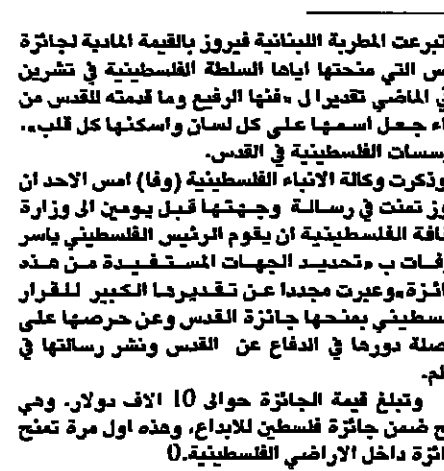 تبرعت المطربة اللبنانية فيروز بالقيمة المادية لجائزة
س التي منحتها اياها السلطة الفلسطينية في تشرين
ي الماضي تقديرا ل «فنها الرفيع وما قدمته للقدس من
اء جعل اسمها على كل لسان واسكنها كل قلب».
سسات الفلسطينية في القدس.
وذكرت وكالة الانباء الفلسطينية (وفا) امس الاحد ان
وز تمنت في رسالة وجهتها قبل يومين الى وزارة
افة الفلسطينية ان يقوم الرئيس الفلسطيني ياسر
فات ب «تحديد الجهات المستفيدة من هذه
ائزة» وعبرت مجددا عن تقديرها الكبير للقرار
سطيني بمنحها جائزة القدس وعن حرصها على
صلة دورها في الدفاع عن القدس ونشر رسالتها في
لم.
وتبلغ قيمة الجائزة حوالى 10 الاف دولار. وهي
ح ضمن جائزة فلسطين للابداع، وهذه اول مرة تمنح
ائزة داخل الاراضي الفلسطينية.()